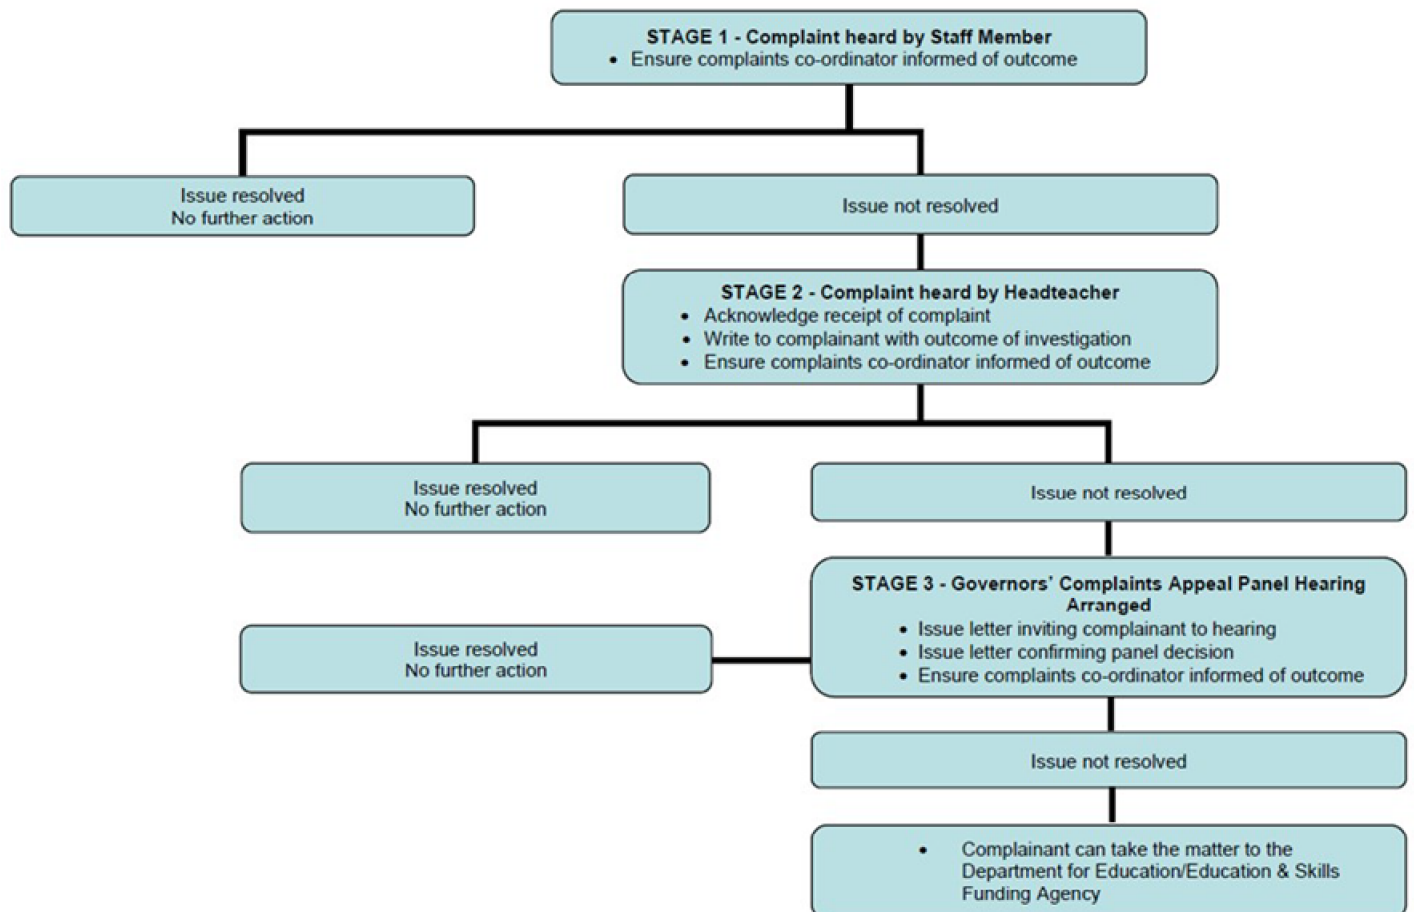 STAGE 1 - Complaint heard by Staff Member
• Ensure complaints co-ordinator informed of outcome
Issue resolved
No further action
Issue not resolved
STAGE 2 - Complaint heard by Headteacher
• Acknowledge receipt of complaint
• Write to complainant with outcome of investigation
• Ensure complaints co-ordinator informed of outcome
Issue resolved
No further action
Issue not resolved
STAGE 3 - Governors’ Complaints Appeal Panel Hearing
Arranged
• Issue letter inviting complainant to hearing
• Issue letter confirming panel decision
• Ensure complaints co-ordinator informed of outcome
Issue resolved
No further action
Issue not resolved
• Complainant can take the matter to the
Department for Education/Education & Skills
Funding Agency